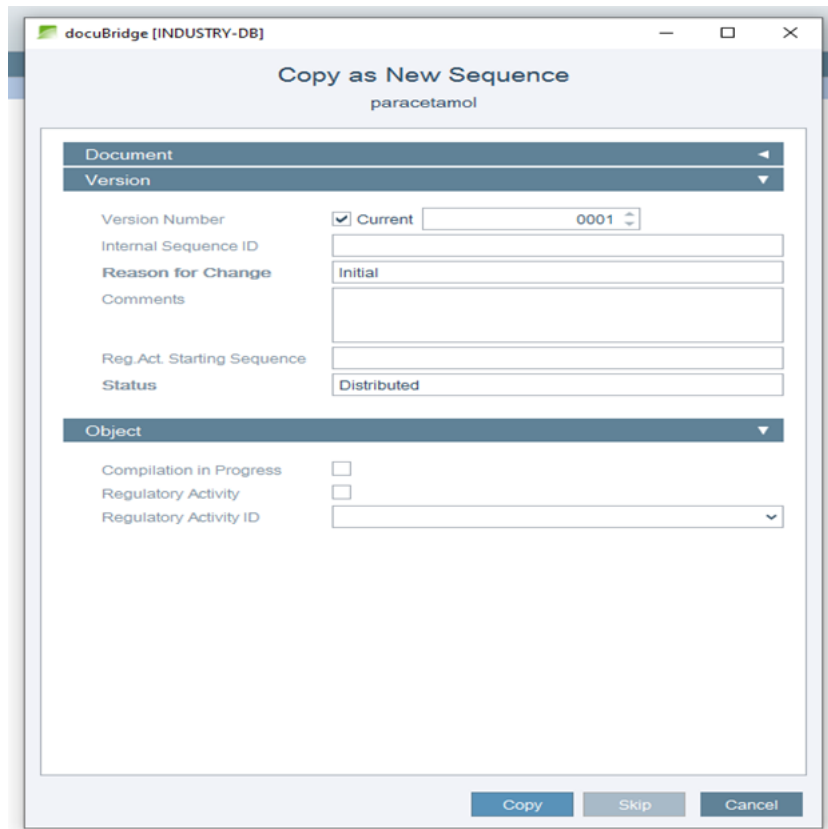 docuBridge [INDUSTRY-DB]
Copy as New Sequence
paracetamol
Document
Version
Version Number Current 0001
Internal Sequence ID
Reason for Change Initial
Comments
Reg.Act. Starting Sequence
Status Distributed
Object
Compilation in Progress
Regulatory Activity
Regulatory Activity ID
Copy Skip Cancel